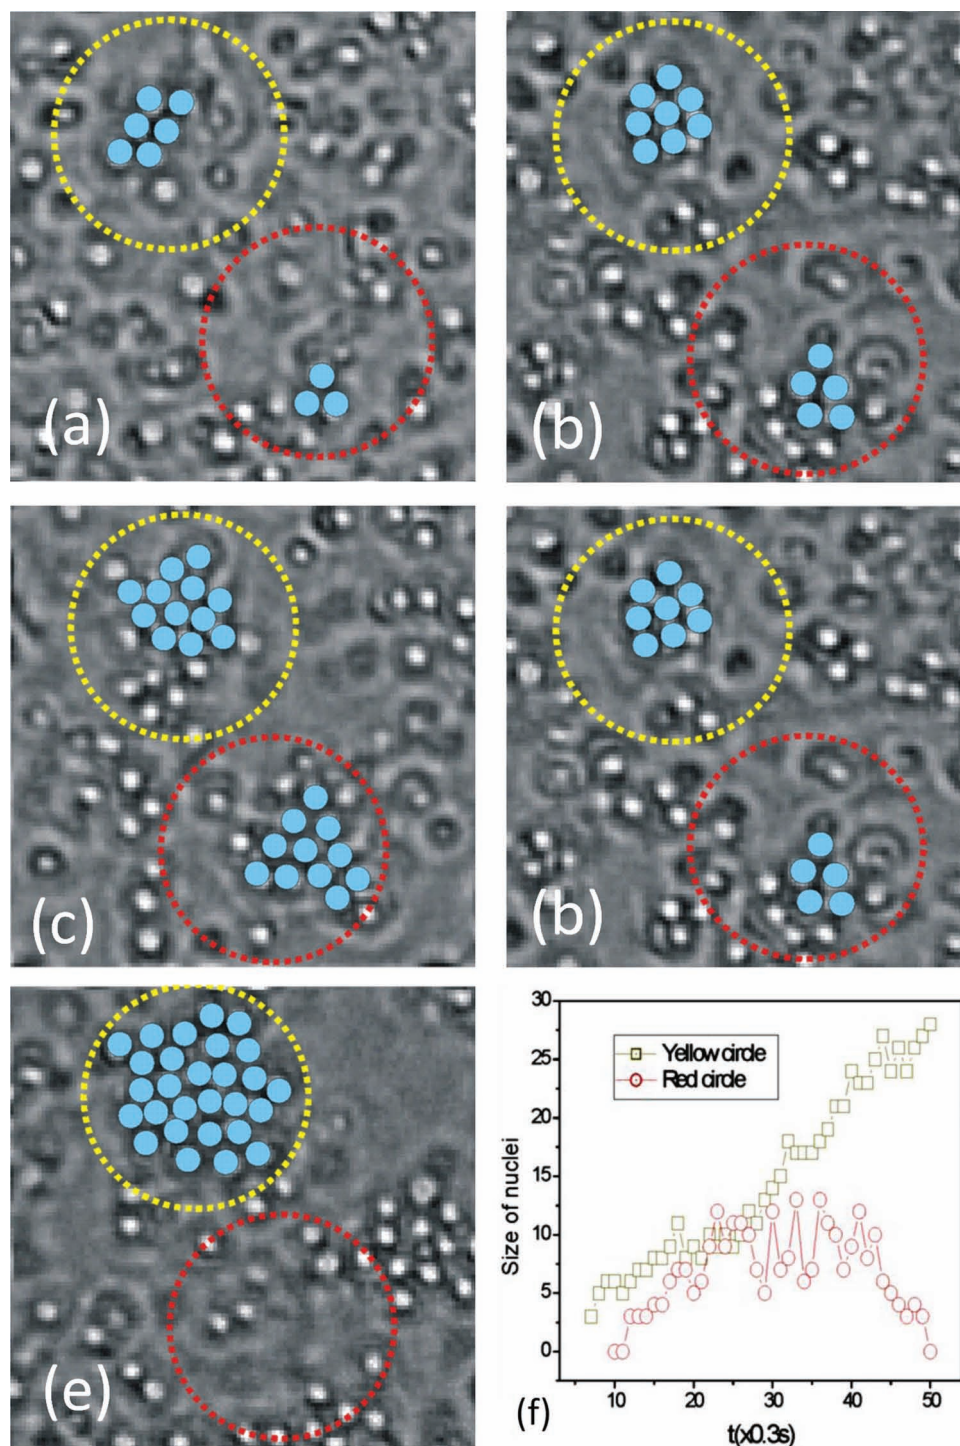 (a)
(b)
(c)
(b)
(e)
30
25
20
15
10
5
0
Size of nuclei
Yellow circle
Red circle
10 20 30 40 50
t(x0.3s)
(f)